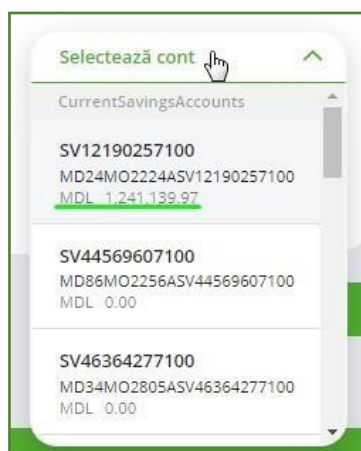 Selectează cont
CurrentSavingsAccounts
SV12190257100
MD24MO2224ASV12190257100
MDL 1,241,139.97
SV44569607100
MD86MO2256ASV44569607100
MDL 0.00
SV46364277100
MD34MO2805ASV46364277100
MDL 0.00